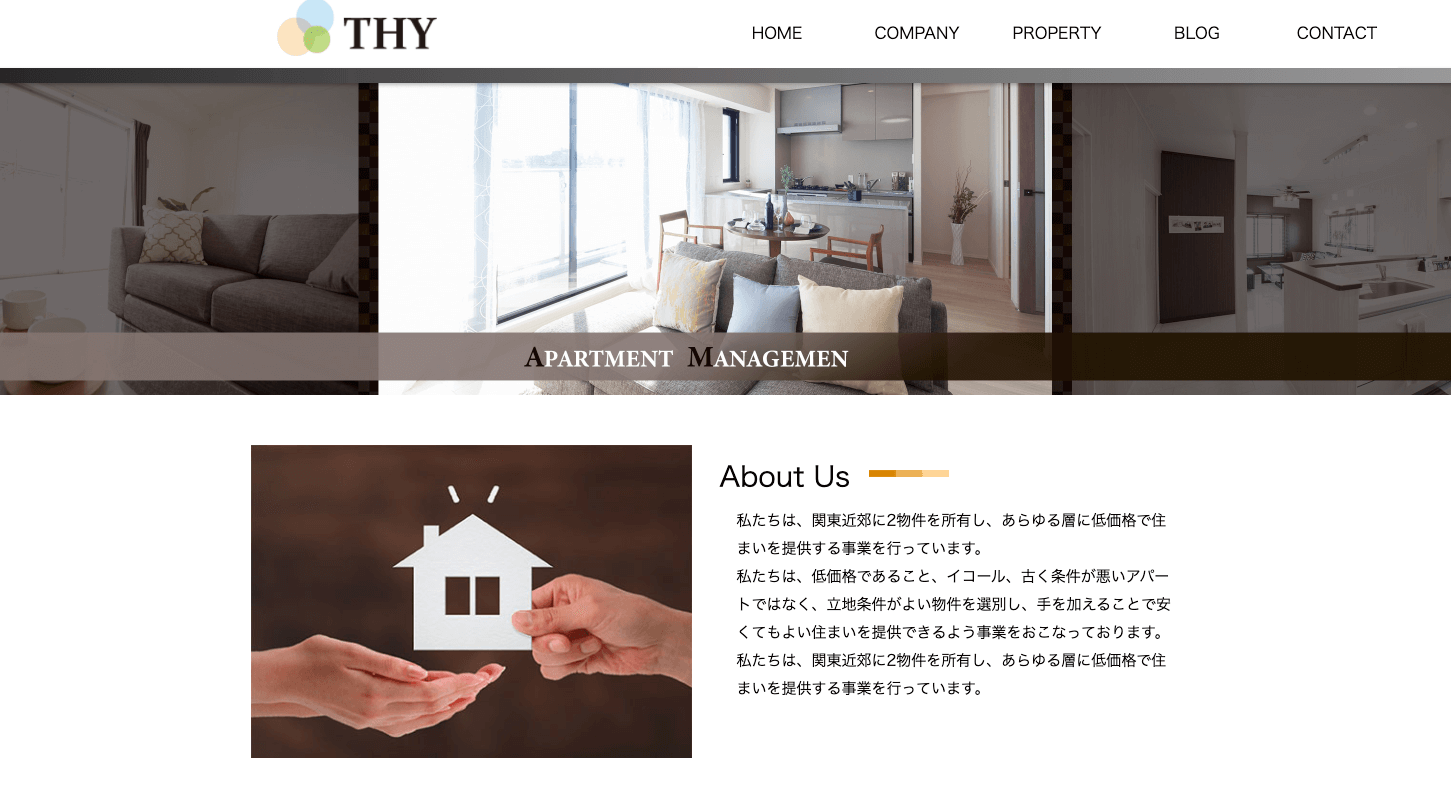 THY
HOME COMPANY PROPERTY BLOG CONTACT
APARTMENT MANAGEMEN
About Us
私たちは、関東近郊に2物件を所有し、あらゆる層に低価格で住
まいを提供する事業を行っています。
私たちは、低価格であること、イコール、古く条件が悪いアパー
トではなく、立地条件がよい物件を選別し、手を加えることで安
くてもよい住まいを提供できるよう事業をおこなっております。
私たちは、関東近郊に2物件を所有し、あらゆる層に低価格で住
まいを提供する事業を行っています。